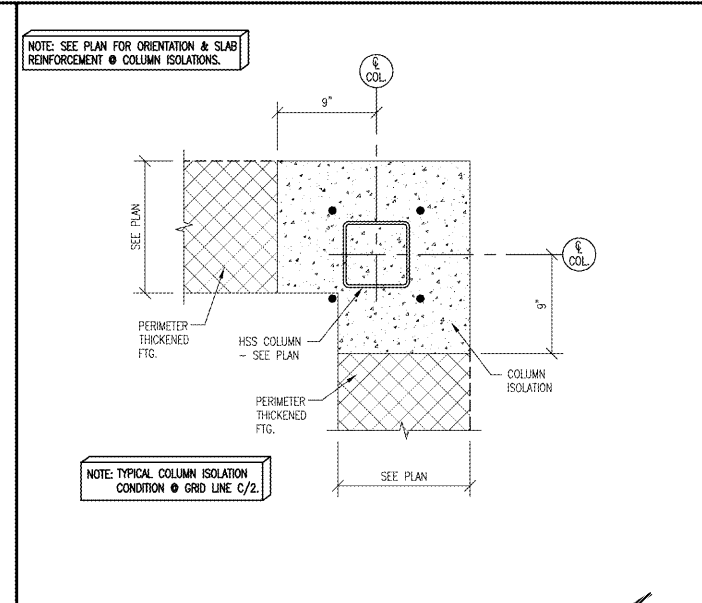 NOTE: SEE PLAN FOR ORIENTATION & SLAB
REINFORCEMENT @ COLUMN ISOLATIONS.
℄
COL.
9"
SEE PLAN
℄
COL.
9"
PERIMETER
THICKENED
FTG.
HSS COLUMN
~ SEE PLAN
PERIMETER
THICKENED
FTG.
COLUMN
ISOLATION
SEE PLAN
NOTE: TYPICAL COLUMN ISOLATION
CONDITION @ GRID LINE C/2.